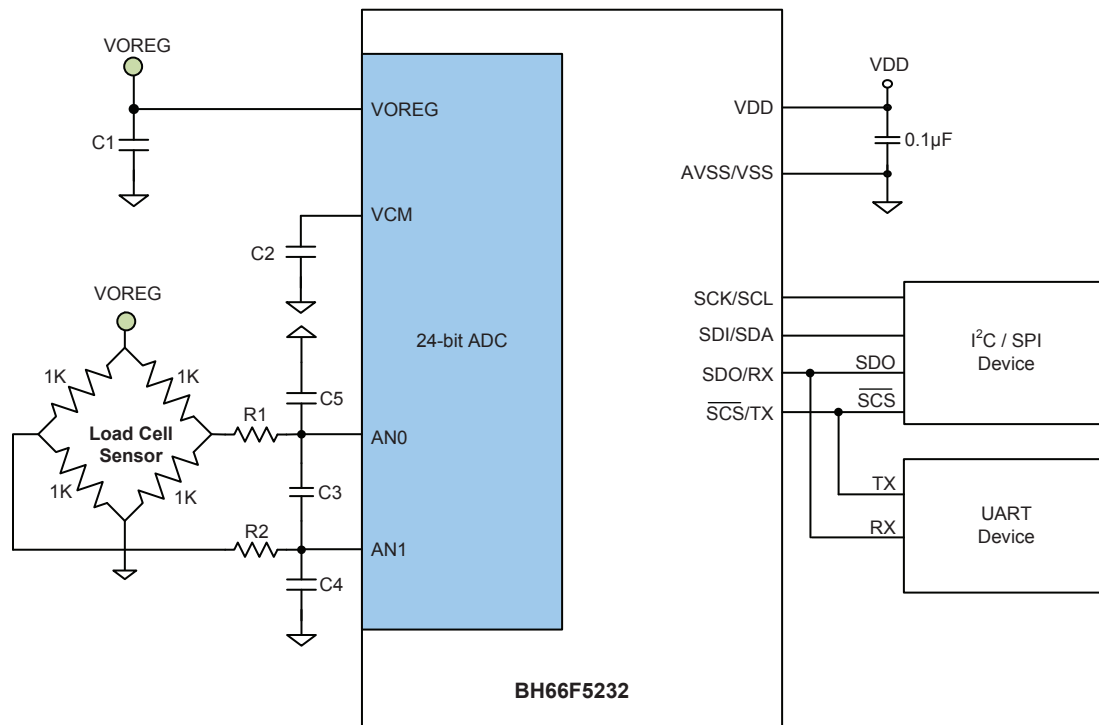 VOREG
C1
VOREG
VCM
C2
24-bit ADC
VOREG
1K
1K
Load Cell
Sensor
1K
1K
R1
C5
AN0
C3
R2
AN1
C4
VDD
VDD
0.1µF
AVSS/VSS
SCK/SCL
SDI/SDA
SDO/RX
SCS/TX
SDO
SCS
I²C / SPI
Device
TX
RX
UART
Device
BH66F5232